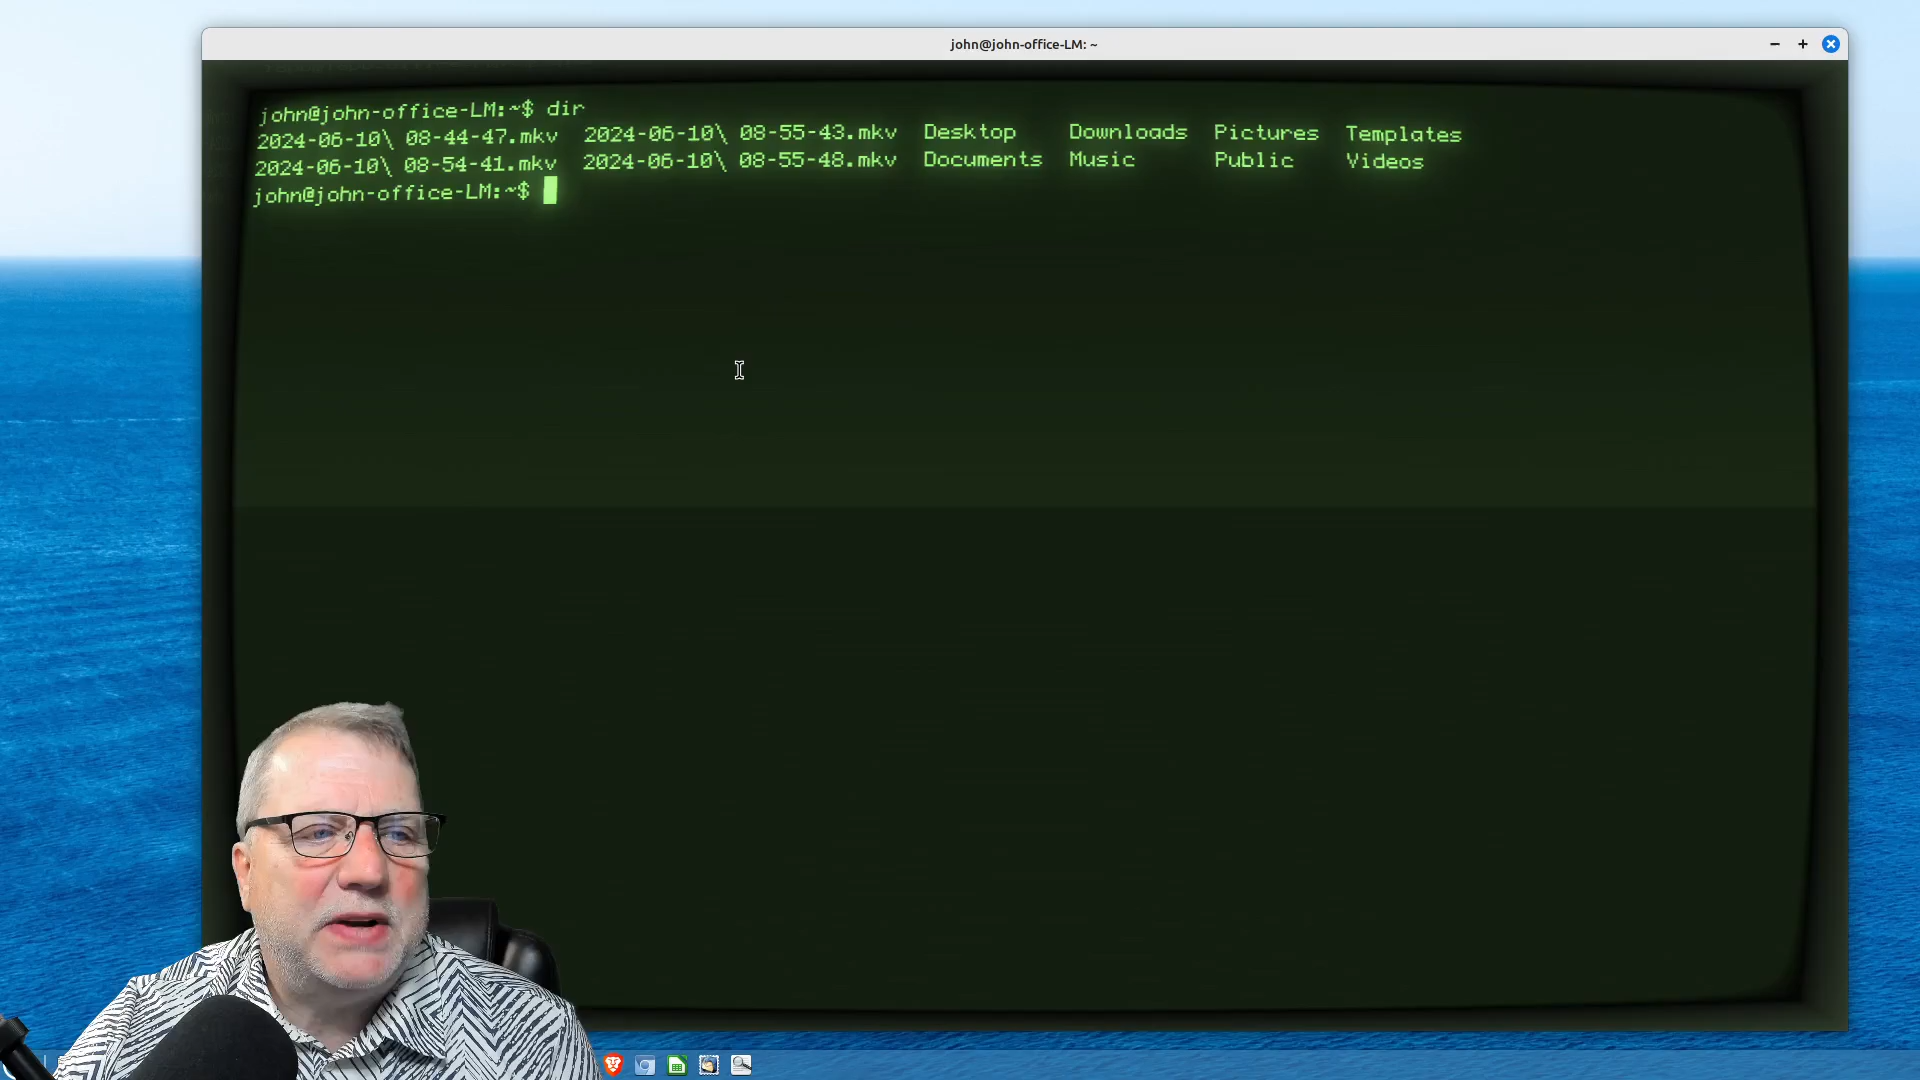 john@john-office-LM: ~
john@john-office-LM:~$ dir
2024-06-10\ 08-44-47.mkv 2024-06-10\ 08-55-43.mkv Desktop Downloads Pictures Templates
2024-06-10\ 08-54-41.mkv 2024-06-10\ 08-55-48.mkv Documents Music Public Videos
john@john-office-LM:~$